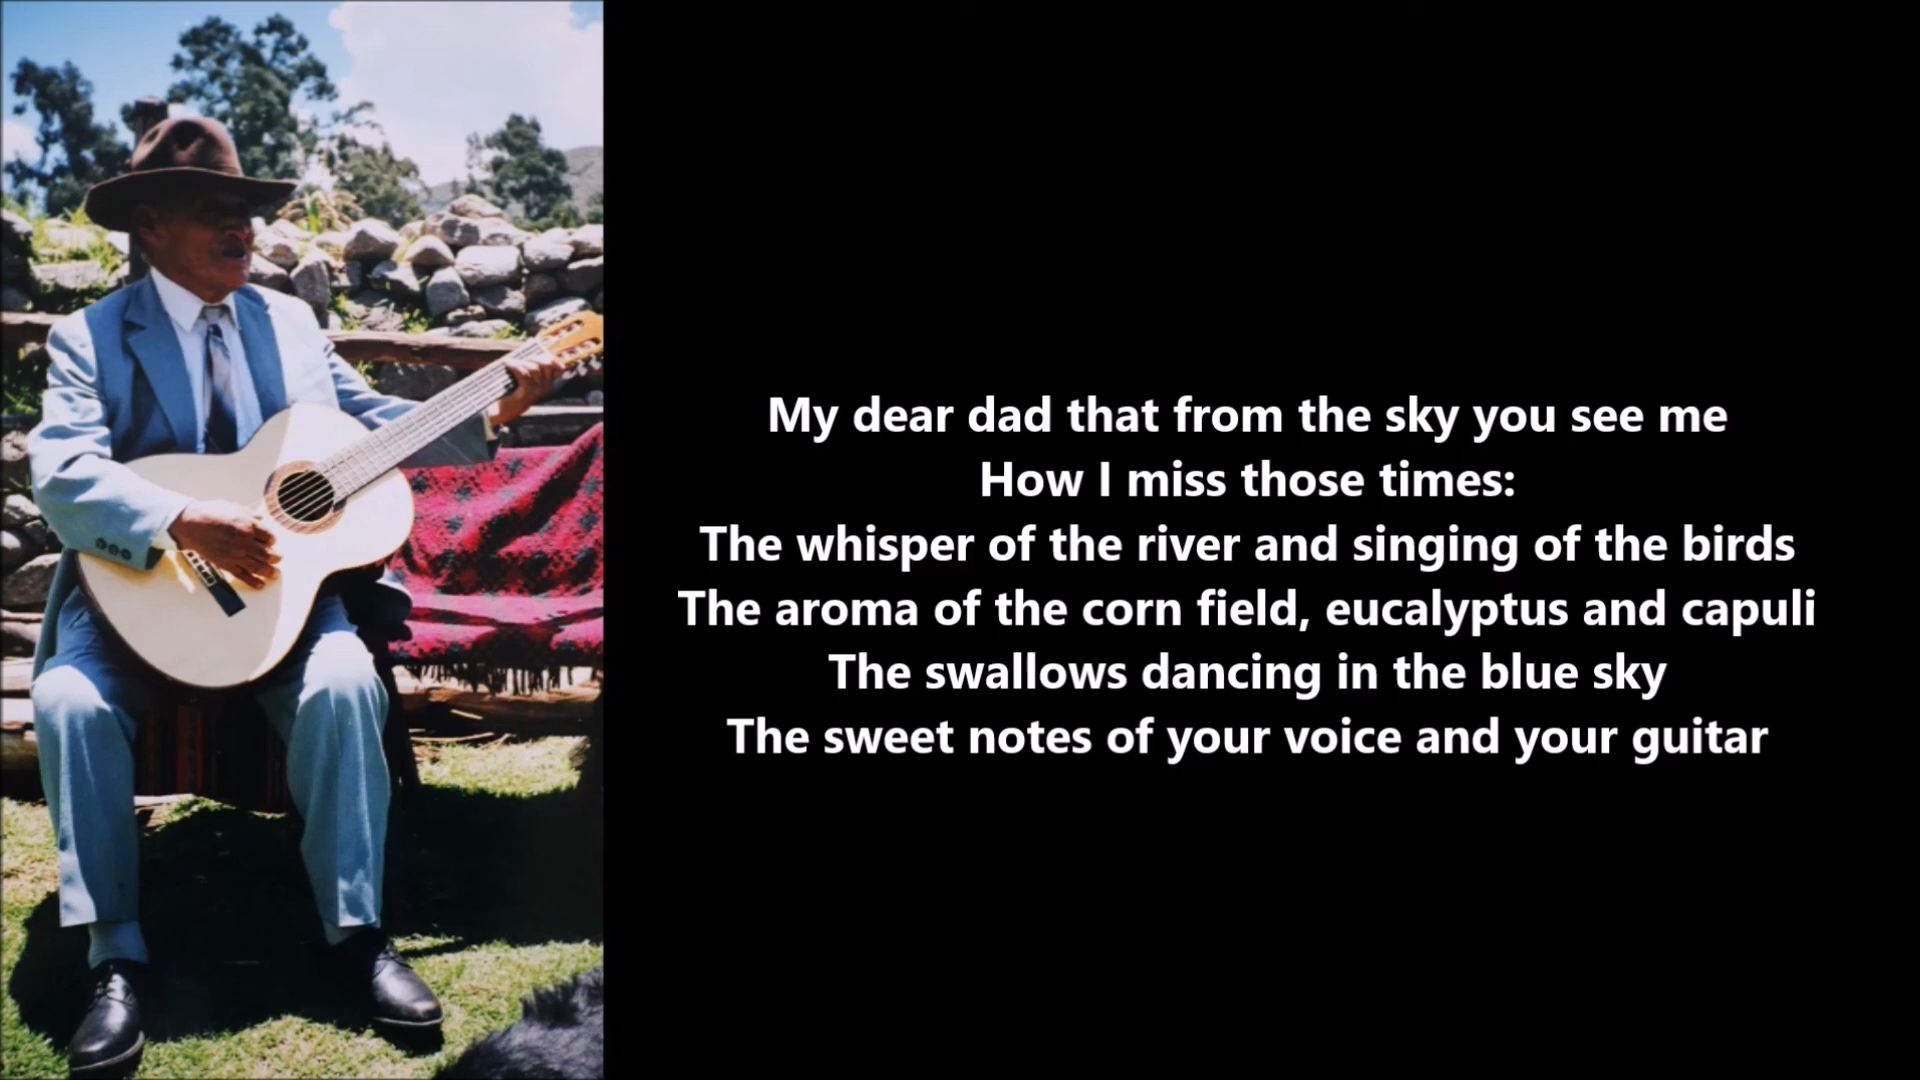 My dear dad that from the sky you see me
How I miss those times:
The whisper of the river and singing of the birds
The aroma of the corn field, eucalyptus and capuli
The swallows dancing in the blue sky
The sweet notes of your voice and your guitar